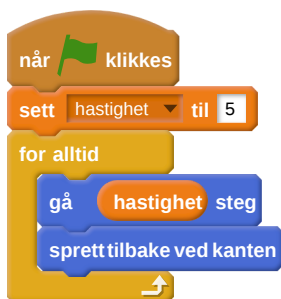 når klikkes
sett hastighet til 5
for alltid
gå hastighet steg
sprett tilbake ved kanten